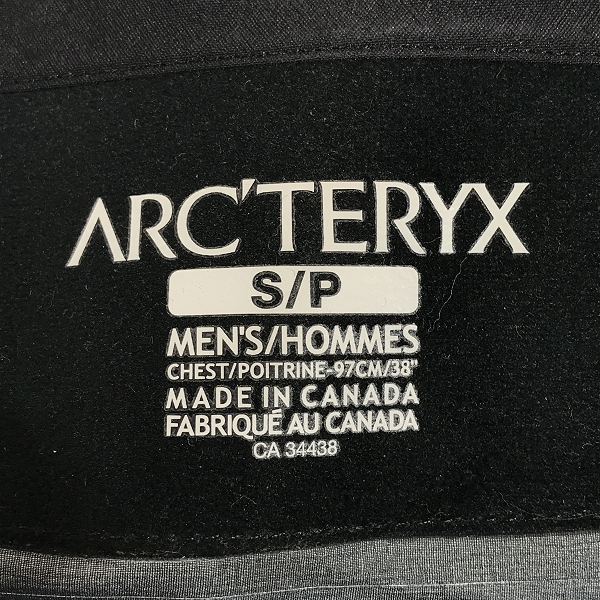 ARC'TERYX
S/P
MEN'S/HOMMES
CHEST/POITRINE-97CM/38"
MADE IN CANADA
FABRIQUÉ AU CANADA
CA 34438